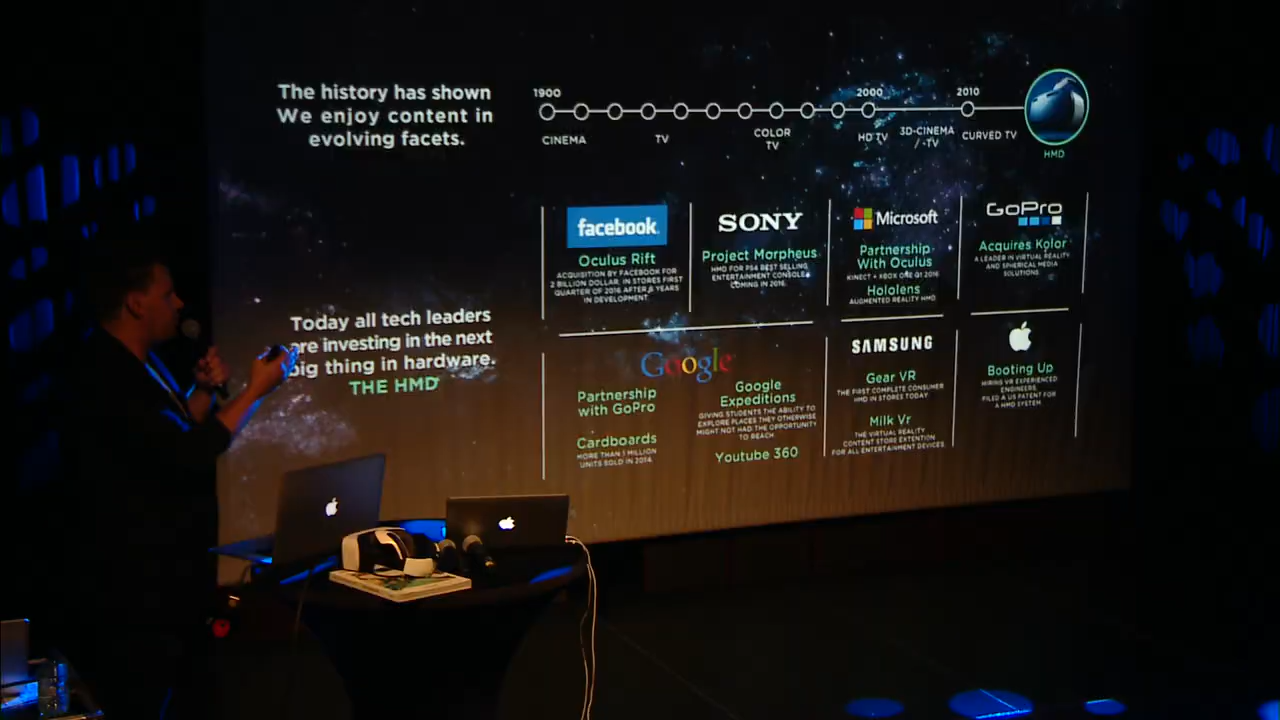 The history has shown
We enjoy content in
evolving facets.
1900
2000
2010
CINEMA
TV
COLOR
TV
HD TV
3D-CINEMA
/ -TV
CURVED TV
HMD
Today all tech leaders
are investing in the next
big thing in hardware.
THE HMD
facebook
Oculus Rift
ACQUISITION BY FACEBOOK FOR
2 BILLION DOLLAR, IN STORES FIRST
QUARTER OF 2016 AFTER 8 YEARS
IN DEVELOPMENT.
SONY
Project Morpheus
HMD FOR PS4 BEST SELLING
ENTERTAINMENT CONSOLE
COMING IN 2016.
Microsoft
Partnership
With Oculus
KINECT + XBOX ONE Q1 2016
Hololens
AUGMENTED REALITY HMD
GoPro
Acquires Kolor
A LEADER IN VIRTUAL REALITY
AND SPHERICAL MEDIA
SOLUTIONS.
Google
Partnership
with GoPro
Cardboards
MORE THAN 1 MILLION
UNITS SOLD IN 2014.
Google
Expeditions
GIVING STUDENTS THE ABILITY TO
EXPLORE PLACES THEY OTHERWISE
MIGHT NOT HAD THE OPPORTUNITY
TO REACH.
Youtube 360
SAMSUNG
Gear VR
THE FIRST COMPLETE CONSUMER
HMD IN STORES TODAY.
Milk Vr
THE VIRTUAL REALITY
CONTENT STORE EXTENTION
FOR ALL ENTERTAINMENT DEVICES.
Booting Up
HIRING VR EXPERIENCED
ENGINEERS.
FILED A US PATENT FOR
A HMD SYSTEM.